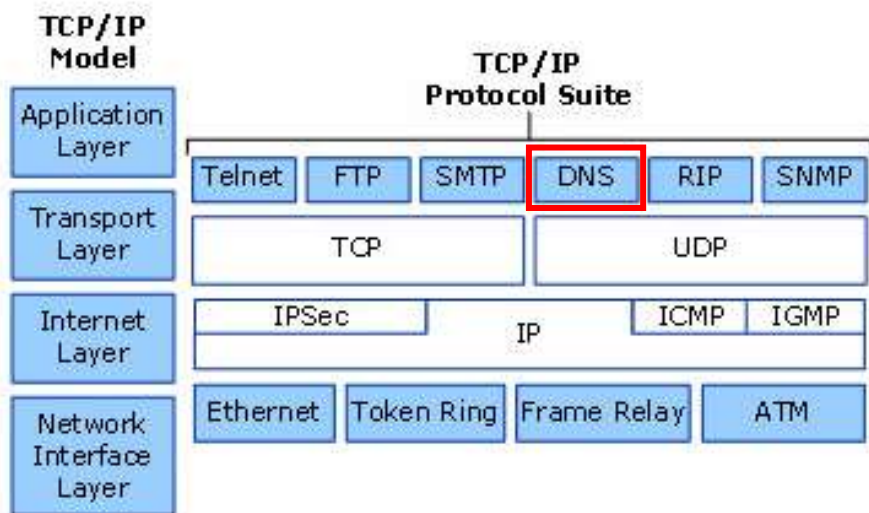 TCP/IP
Model
TCP/IP
Protocol Suite
Application
Layer
Telnet FTP SMTP DNS RIP SNMP
Transport
Layer
TCP UDP
Internet
Layer
IPSec ICMP IGMP
IP
Network
Interface
Layer
Ethernet Token Ring Frame Relay ATM